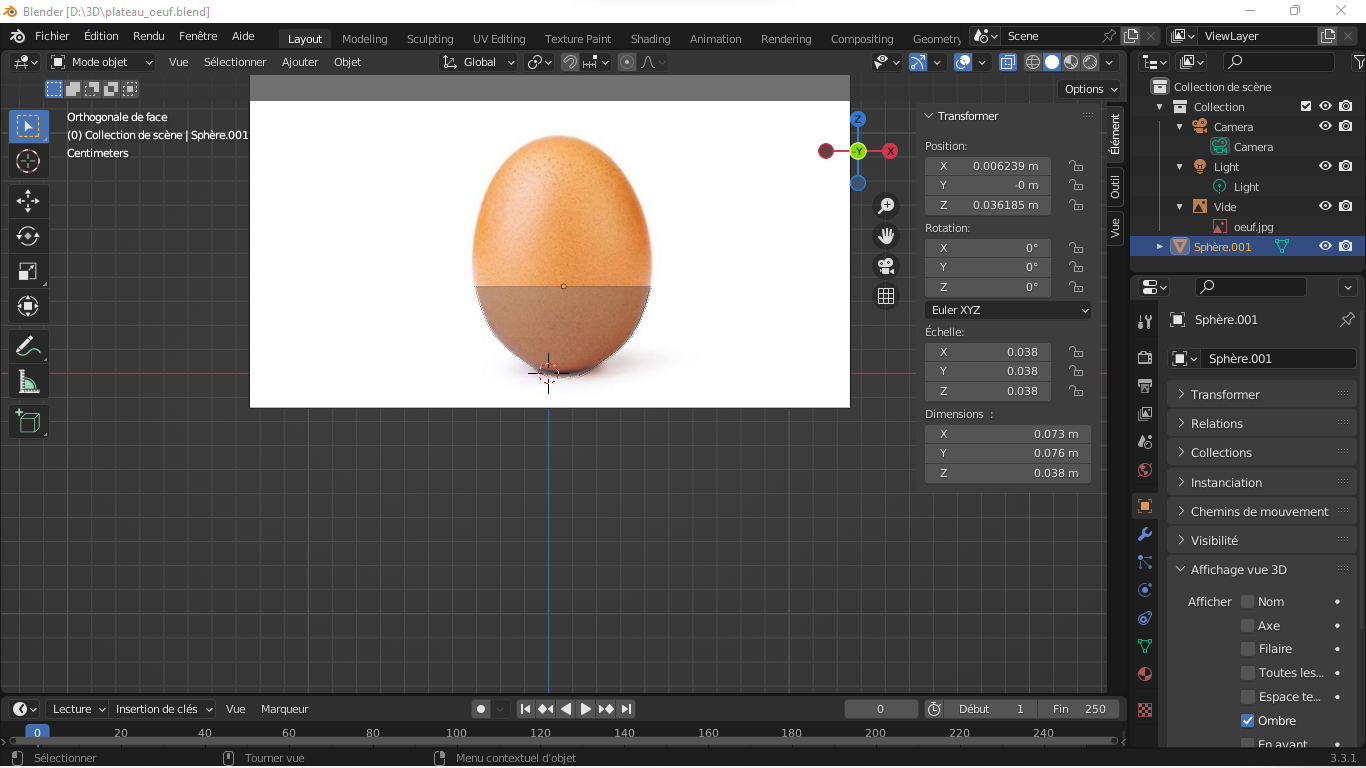 Blender [D:\3D\plateau_oeuf.blend]
Fichier Édition Rendu Fenêtre Aide Layout Modeling Sculpting UV Editing Texture Paint Shading Animation Rendering Compositing Geometry Scene ViewLayer
Mode objet Vue Sélectionner Ajouter Objet Global
Options
Orthogonale de face
(0) Collection de scène | Sphère.001
Centimeters
Z
-Y
X
Transformer
Position:
X 0.006239 m
Y -0 m
Z 0.036185 m
Rotation:
X 0°
Y 0°
Z 0°
Euler XYZ
Échelle:
X 0.038
Y 0.038
Z 0.038
Dimensions :
X 0.073 m
Y 0.076 m
Z 0.038 m
Élément
Outil
Vue
Collection de scène
Collection
Camera
Camera
Light
Light
Vide
oeuf.jpg
Sphère.001
Sphère.001
Sphère.001
Transformer
Relations
Collections
Instanciation
Chemins de mouvement
Visibilité
Affichage vue 3D
Afficher Nom
Axe
Filaire
Toutes les...
Espace te...
Ombre
En avant
Lecture Insertion de clés Vue Marqueur 0 Début 1 Fin 250
0 20 40 60 80 100 120 140 160 180 200 220 240
Sélectionner Tourner vue Menu contextuel d'objet 3.3.1